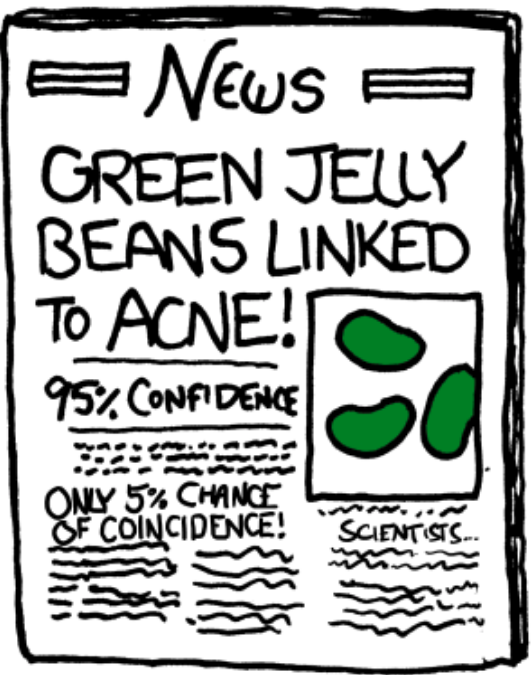 NEWS
GREEN JELLY
BEANS LINKED
TO ACNE!
95% CONFIDENCE
ONLY 5% CHANCE
OF COINCIDENCE!
SCIENTISTS...